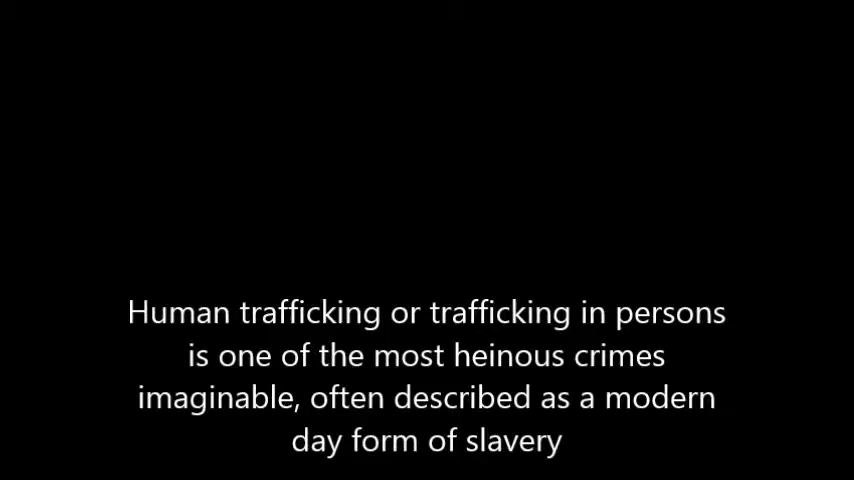 Human trafficking or trafficking in persons
is one of the most heinous crimes
imaginable, often described as a modern
day form of slavery